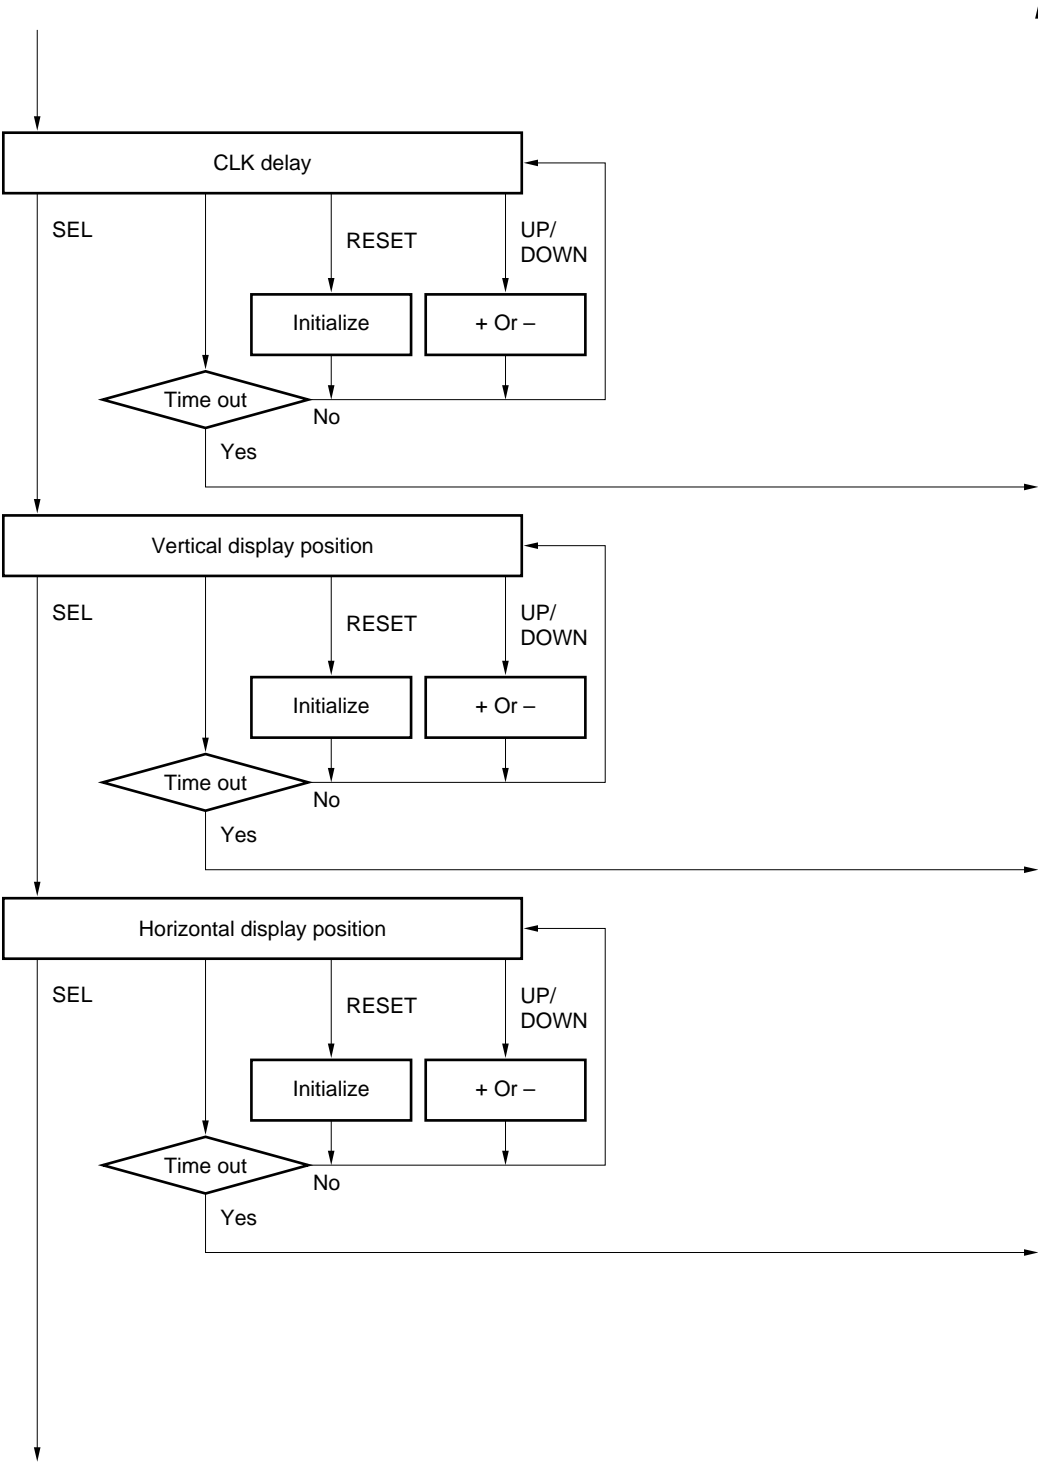 CLK delay
SEL
RESET
UP/
DOWN
Initialize
+ Or –
Time out
No
Yes
Vertical display position
SEL
RESET
UP/
DOWN
Initialize
+ Or –
Time out
No
Yes
Horizontal display position
SEL
RESET
UP/
DOWN
Initialize
+ Or –
Time out
No
Yes